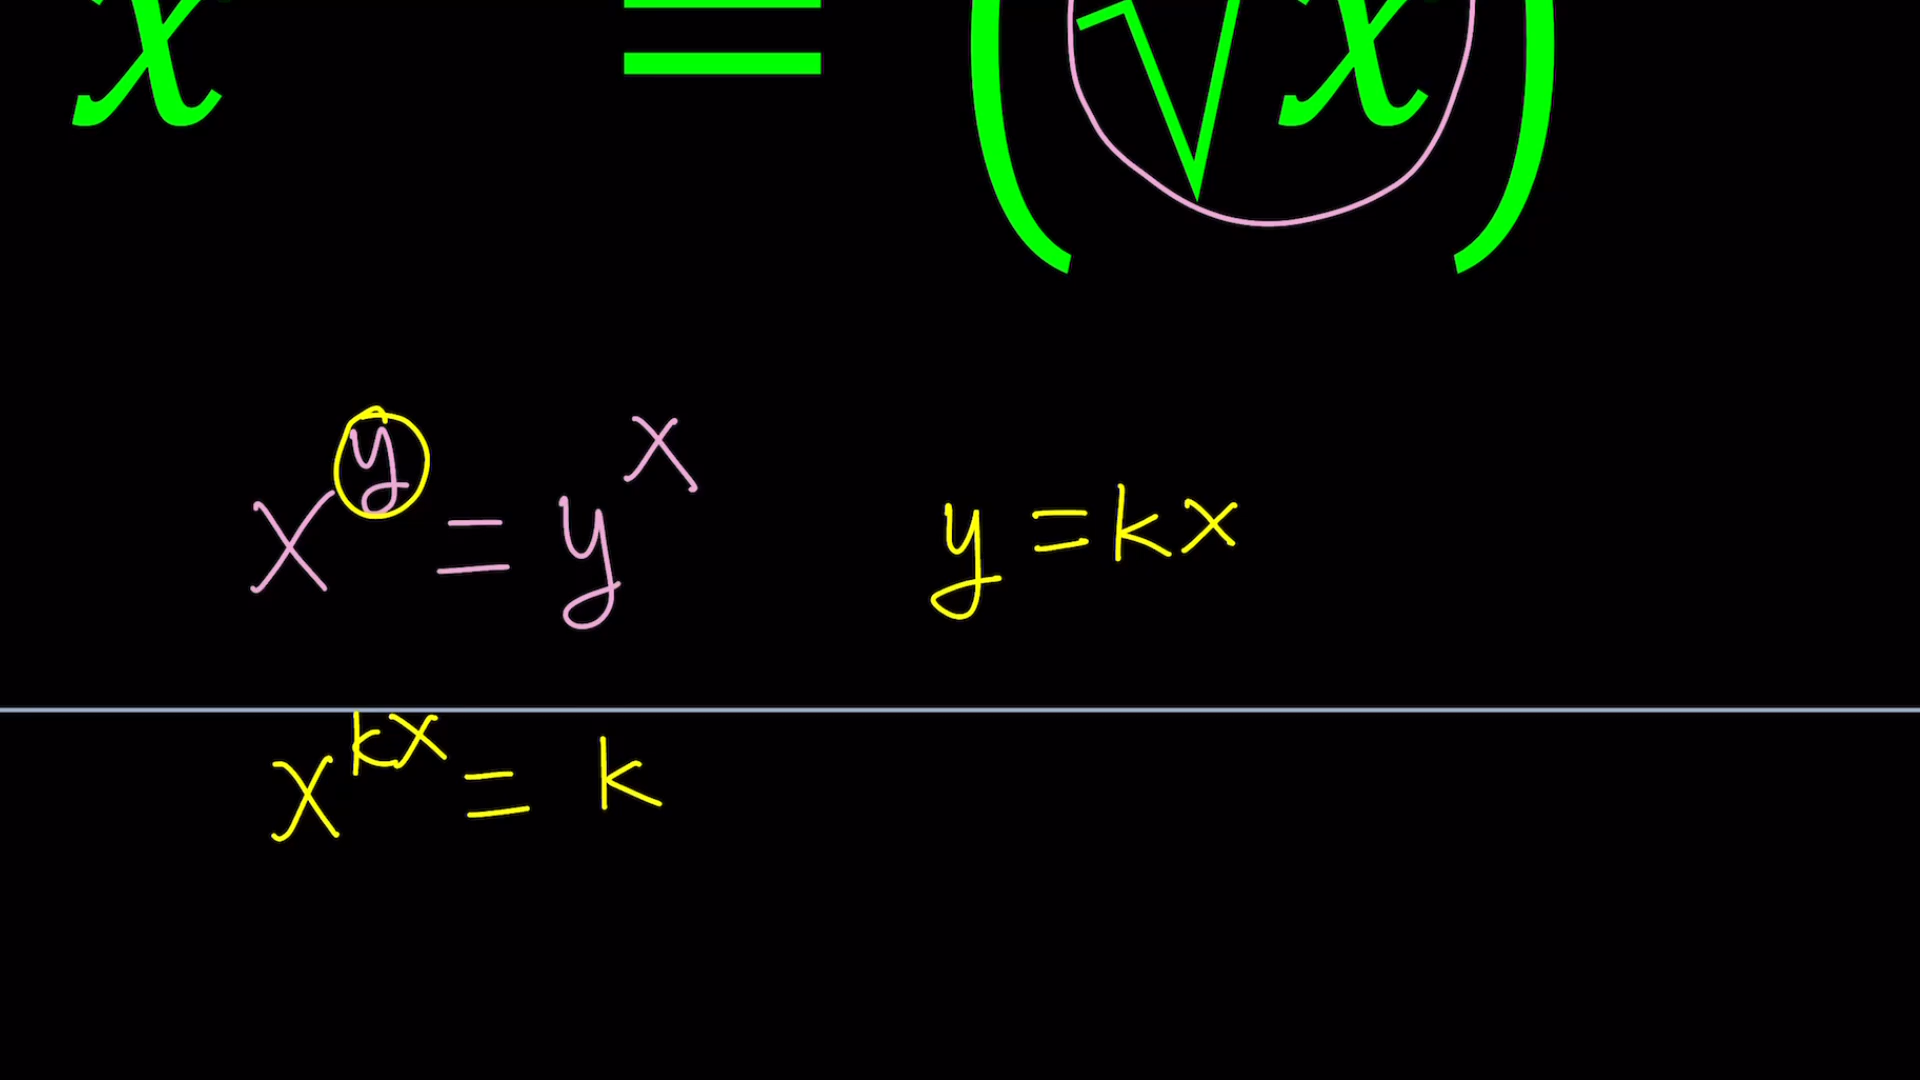 x = (√x)
x^y = y^x y = kx
x^kx = k